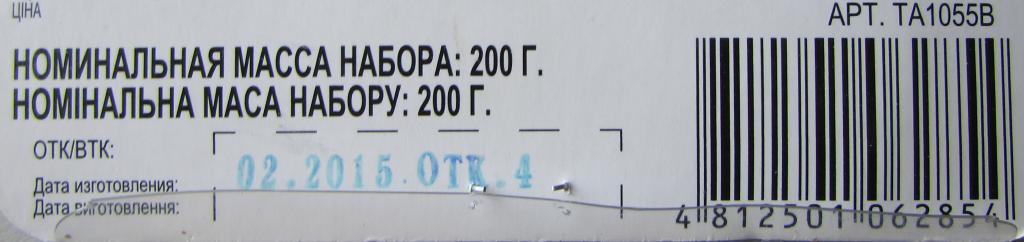 ЦІНА
АРТ. ТА1055В
НОМИНАЛЬНАЯ МАССА НАБОРА: 200 Г.
НОМІНАЛЬНА МАСА НАБОРУ: 200 Г.
ОТК/ВТК:
02.2015.ОТК.4
Дата изготовления:
Дата виготовлення:
4 812501 062854